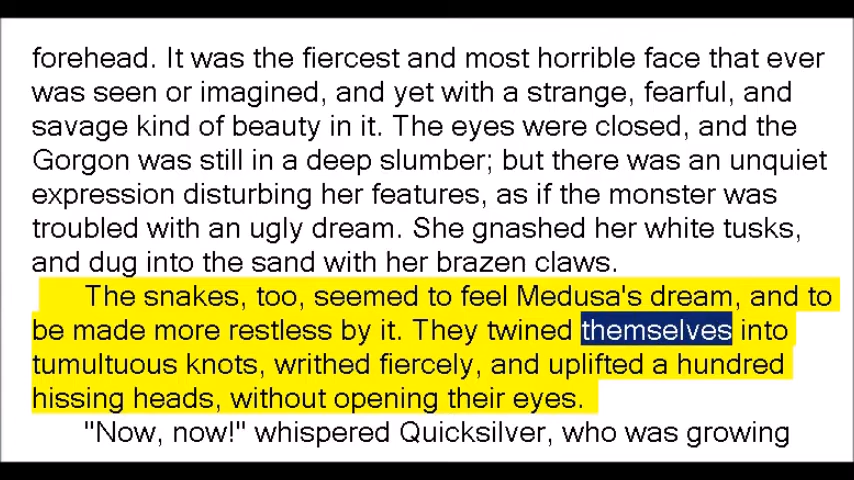 forehead. It was the fiercest and most horrible face that ever
was seen or imagined, and yet with a strange, fearful, and
savage kind of beauty in it. The eyes were closed, and the
Gorgon was still in a deep slumber; but there was an unquiet
expression disturbing her features, as if the monster was
troubled with an ugly dream. She gnashed her white tusks,
and dug into the sand with her brazen claws.
The snakes, too, seemed to feel Medusa's dream, and to
be made more restless by it. They twined themselves into
tumultuous knots, writhed fiercely, and uplifted a hundred
hissing heads, without opening their eyes.
"Now, now!" whispered Quicksilver, who was growing